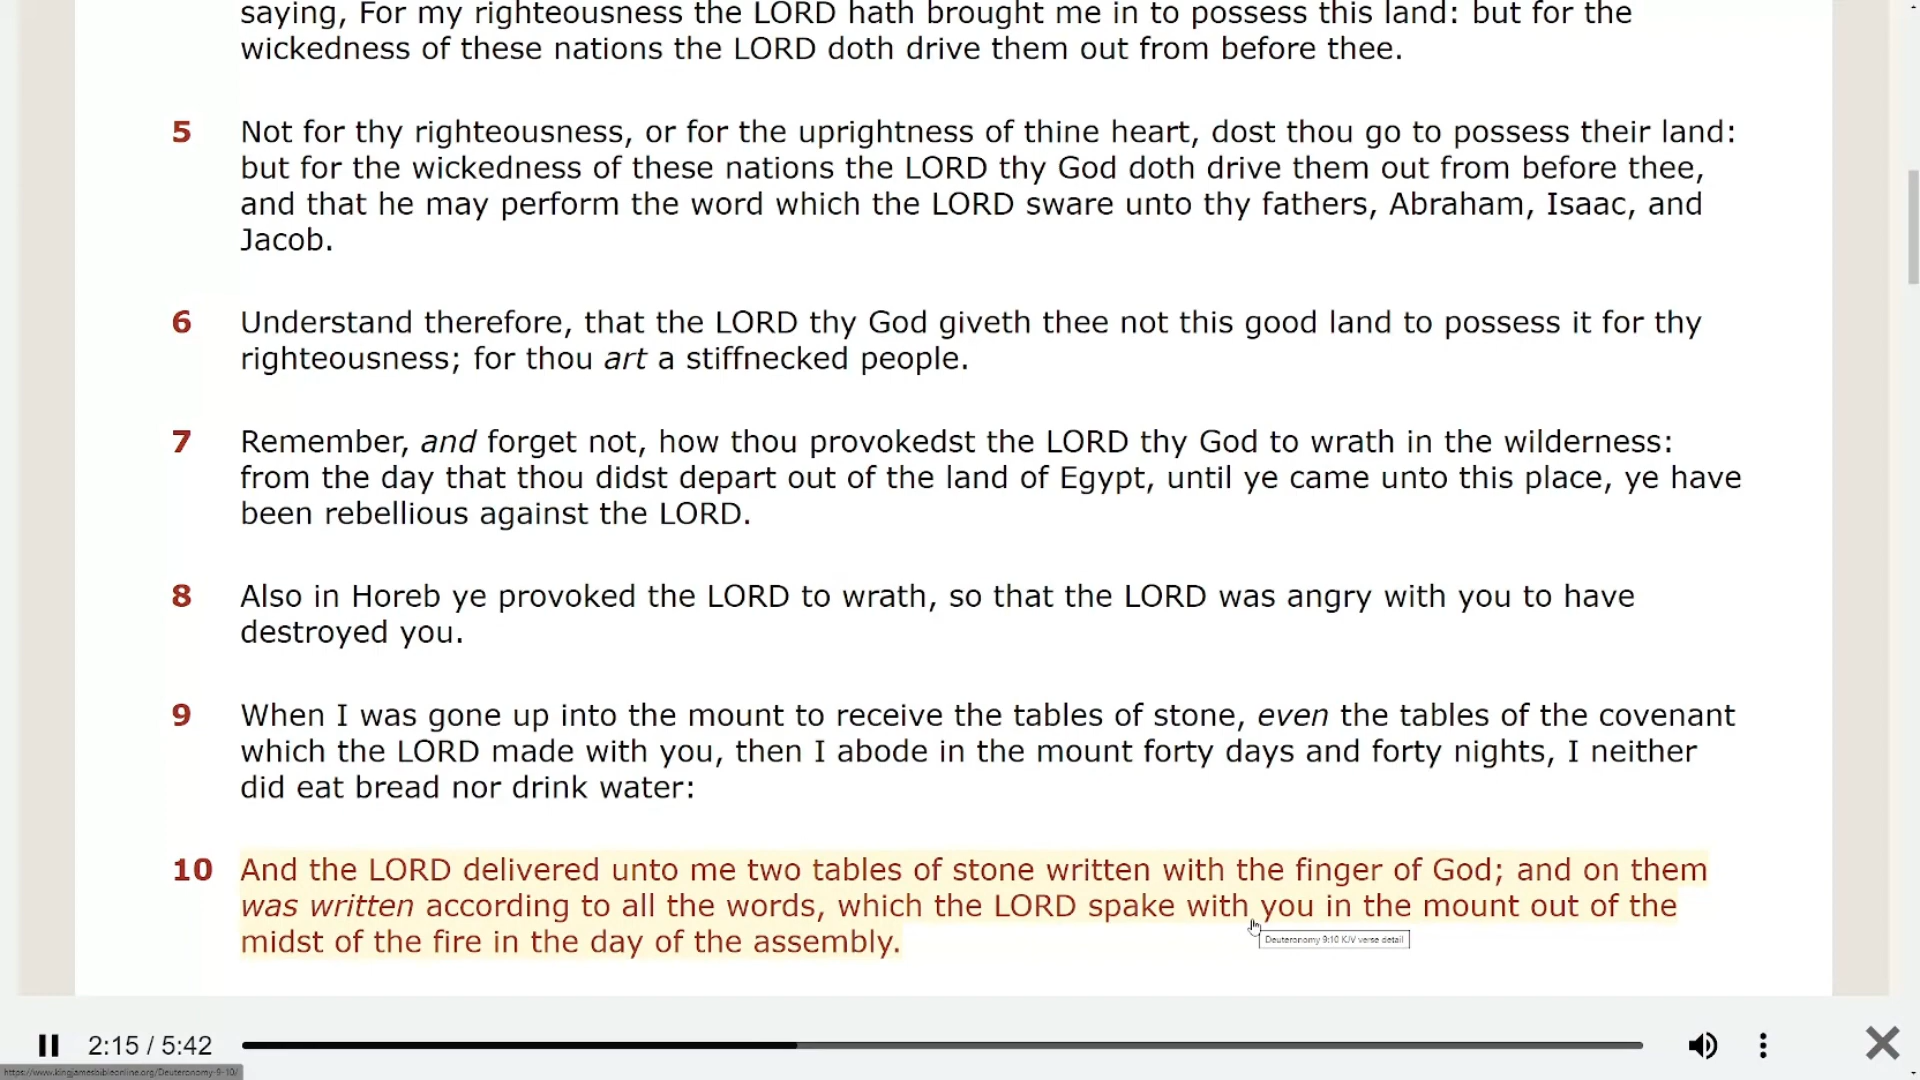 saying, For my righteousness the LORD hath brought me in to possess this land: but for the
wickedness of these nations the LORD doth drive them out from before thee.
5 Not for thy righteousness, or for the uprightness of thine heart, dost thou go to possess their land:
but for the wickedness of these nations the LORD thy God doth drive them out from before thee,
and that he may perform the word which the LORD sware unto thy fathers, Abraham, Isaac, and
Jacob.
6 Understand therefore, that the LORD thy God giveth thee not this good land to possess it for thy
righteousness; for thou art a stiffnecked people.
7 Remember, and forget not, how thou provokedst the LORD thy God to wrath in the wilderness:
from the day that thou didst depart out of the land of Egypt, until ye came unto this place, ye have
been rebellious against the LORD.
8 Also in Horeb ye provoked the LORD to wrath, so that the LORD was angry with you to have
destroyed you.
9 When I was gone up into the mount to receive the tables of stone, even the tables of the covenant
which the LORD made with you, then I abode in the mount forty days and forty nights, I neither
did eat bread nor drink water:
10 And the LORD delivered unto me two tables of stone written with the finger of God; and on them
was written according to all the words, which the LORD spake with you in the mount out of the
midst of the fire in the day of the assembly.
Deuteronomy 9:10 KJV verse detail
2:15 / 5:42
https://www.kingjamesbibleonline.org/Deuteronomy-9-10/